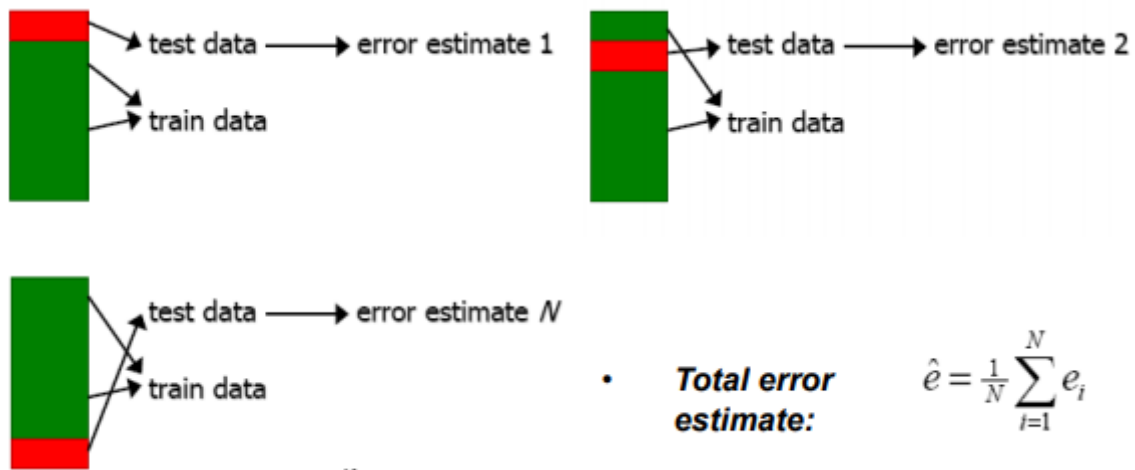 test data error estimate 1
train data
test data error estimate 2
train data
test data error estimate N
train data
• Total error
estimate:
ê = 1/N ∑_{i=1}^{N} e_i